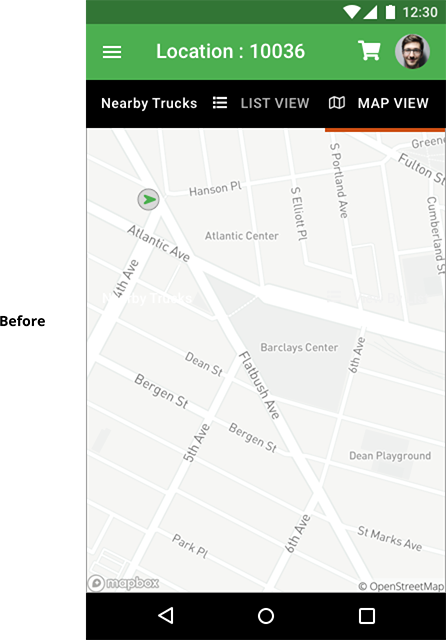 12:30
Location : 10036
Nearby Trucks LIST VIEW MAP VIEW
Greene
Fulton St
S Portland Ave
Hanson Pl
S Elliott Pl
Cumberland St
Atlantic Ave
Atlantic Center
4th Ave
Nearby Trucks
Before
Barclays Center
6th Ave
Dean St
Flatbush Ave
Bergen St
5th Ave
Bergen St
Dean Playground
6th Ave
St Marks Ave
Park Pl
mapbox
© OpenStreetMap